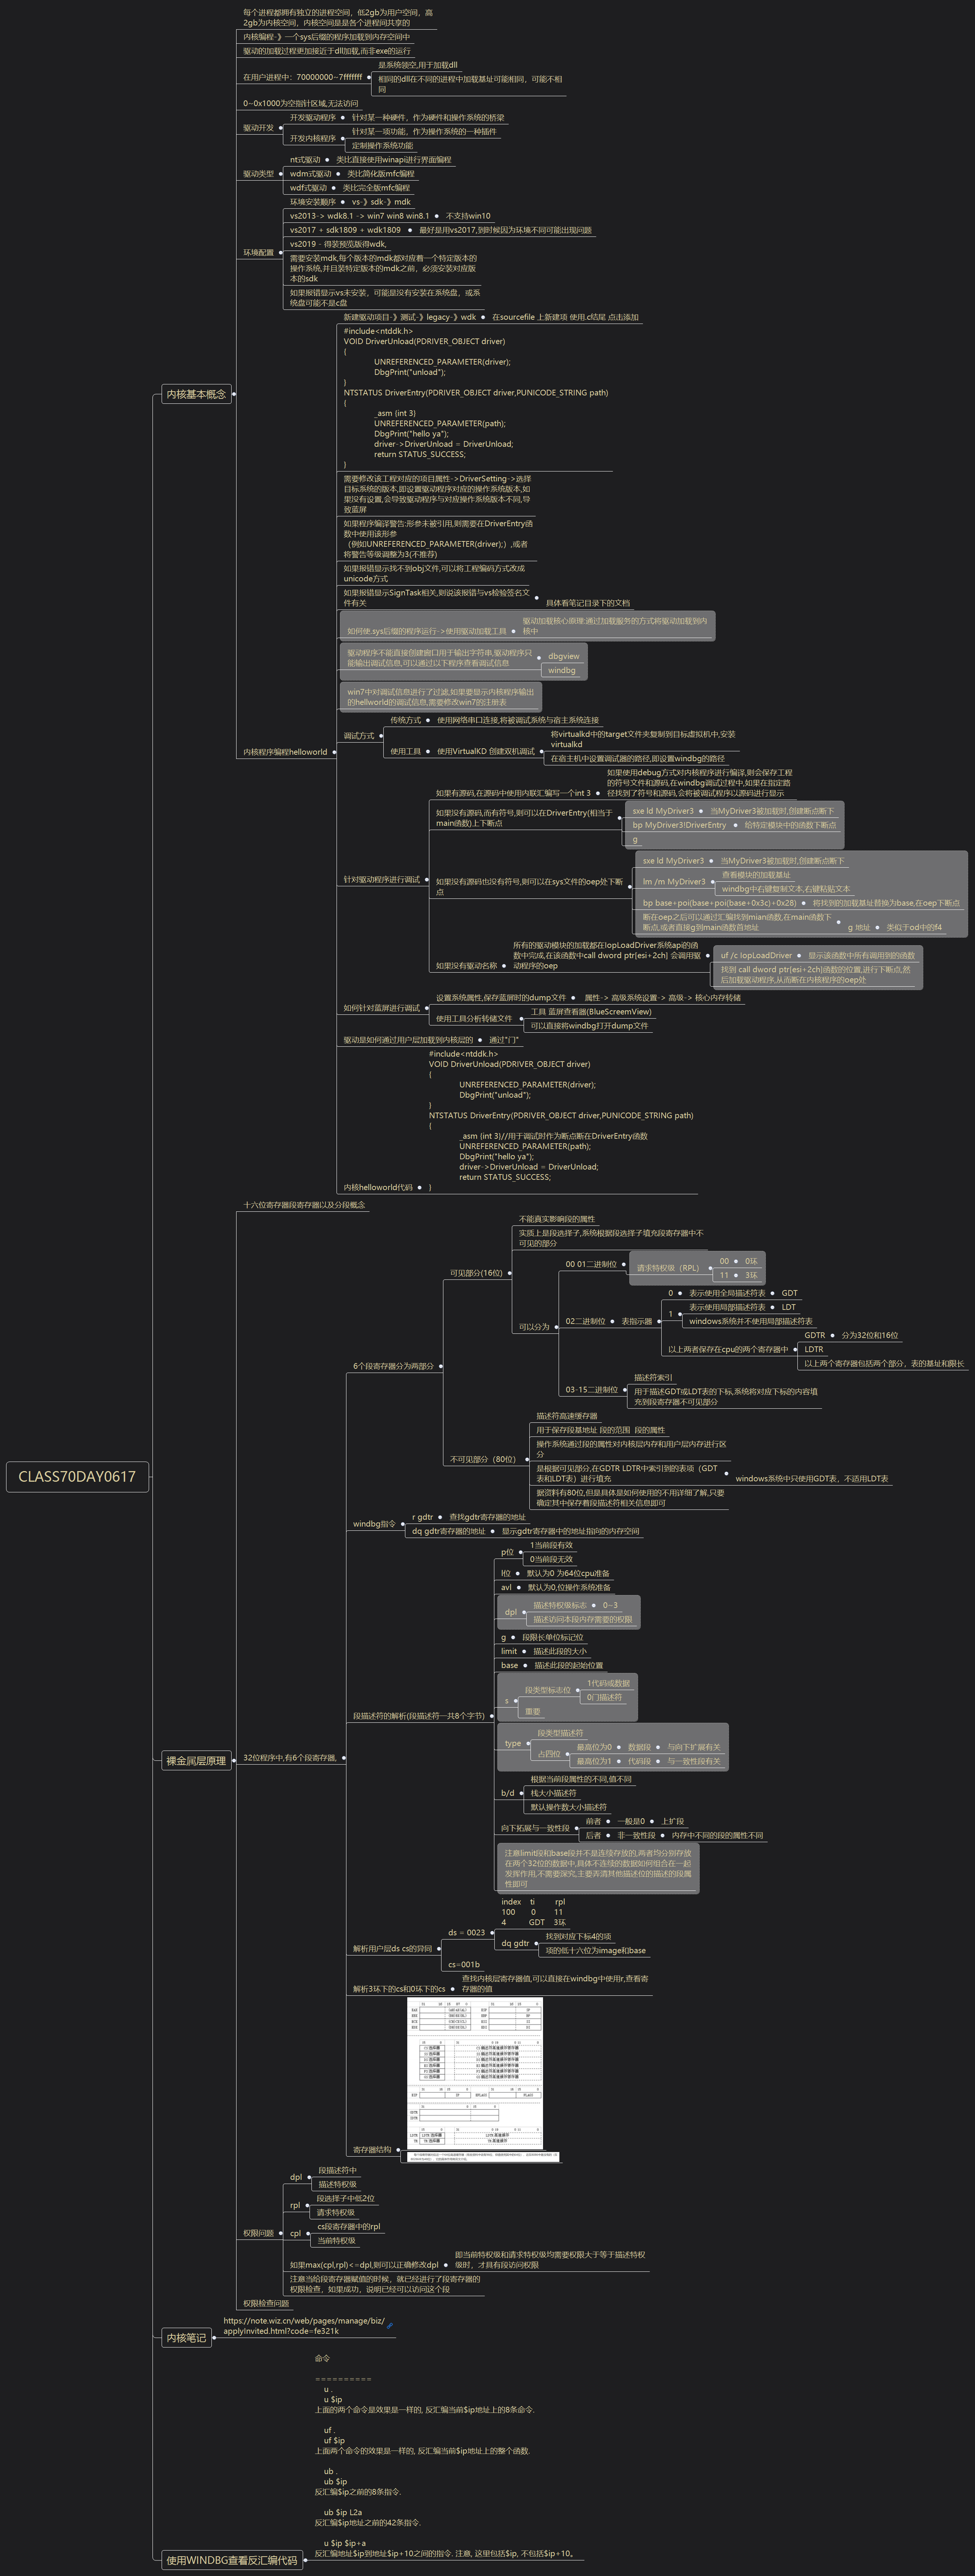 CLASS70DAY0617
内核基本概念
每个进程都拥有独立的进程空间，低2gb为用户空间，高
2gb为内核空间，内核空间是是各个进程间共享的
内核编程-》一个sys后缀的程序加载到内存空间中
驱动的加载过程更加接近于dll加载,而非exe的运行
在用户进程中：70000000~7fffffff
是系统领空,用于加载dll
相同的dll在不同的进程中加载基址可能相同，可能不相
同
0~0x1000为空指针区域,无法访问
驱动开发
开发驱动程序
针对某一种硬件，作为硬件和操作系统的桥梁
开发内核程序
针对某一项功能，作为操作系统的一种插件
定制操作系统功能
驱动类型
nt式驱动
类比直接使用winapi进行界面编程
wdm式驱动
类比简化版mfc编程
wdf式驱动
类比完全版mfc编程
环境配置
环境安装顺序
vs-》sdk-》mdk
vs2013-> wdk8.1 -> win7 win8 win8.1
不支持win10
vs2017 + sdk1809 + wdk1809
最好是用vs2017,到时候因为环境不同可能出现问题
vs2019 - 得装预览版得wdk,
需要安装mdk,每个版本的mdk都对应着一个特定版本的
操作系统,并且装特定版本的mdk之前，必须安装对应版
本的sdk
如果报错显示vs未安装，可能是没有安装在系统盘，或系
统盘可能不是c盘
内核程序编程helloworld
新建驱动项目-》测试-》legacy-》wdk
在sourcefile 上新建项 使用.c结尾 点击添加
#include<ntddk.h>
VOID DriverUnload(PDRIVER_OBJECT driver)
{
UNREFERENCED_PARAMETER(driver);
DbgPrint("unload");
}
NTSTATUS DriverEntry(PDRIVER_OBJECT driver,PUNICODE_STRING path)
{
_asm {int 3}
UNREFERENCED_PARAMETER(path);
DbgPrint("hello ya");
driver->DriverUnload = DriverUnload;
return STATUS_SUCCESS;
}
需要修改该工程对应的项目属性->DriverSetting->选择
目标系统的版本,即设置驱动程序对应的操作系统版本,如
果没有设置,会导致驱动程序与对应操作系统版本不同,导
致蓝屏
如果程序编译警告:形参未被引用,则需要在DriverEntry函
数中使用该形参
（例如UNREFERENCED_PARAMETER(driver);）,或者
将警告等级调整为3(不推荐)
如果报错显示找不到obj文件,可以将工程编码方式改成
unicode方式
如果报错显示SignTask相关,则说该报错与vs检验签名文
件有关
具体看笔记目录下的文档
如何使.sys后缀的程序运行->使用驱动加载工具
驱动加载核心原理:通过加载服务的方式将驱动加载到内
核中
驱动程序不能直接创建窗口用于输出字符串,驱动程序只
能输出调试信息,可以通过以下程序查看调试信息
dbgview
windbg
win7中对调试信息进行了过滤,如果要显示内核程序输出
的hellworld的调试信息,需要修改win7的注册表
调试方式
传统方式
使用网络串口连接,将被调试系统与宿主系统连接
使用工具
使用VirtualKD 创建双机调试
将virtualkd中的target文件夹复制到目标虚拟机中,安装
virtualkd
在宿主机中设置调试器的路径,即设置windbg的路径
针对驱动程序进行调试
如果有源码,在源码中使用内联汇编写一个int 3
如果使用debug方式对内核程序进行编译,则会保存工程
的符号文件和源码,在windbg调试过程中,如果在指定路
径找到了符号和源码,会将被调试程序以源码进行显示
如果没有源码,而有符号,则可以在DriverEntry(相当于
main函数)上下断点
sxe ld MyDriver3
当MyDriver3被加载时,创建断点断下
bp MyDriver3!DriverEntry
给特定模块中的函数下断点
g
如果没有源码也没有符号,则可以在sys文件的oep处下断
点
sxe ld MyDriver3
当MyDriver3被加载时,创建断点断下
lm /m MyDriver3
查看模块的加载基址
windbg中右键复制文本,右键粘贴文本
bp base+poi(base+poi(base+0x3c)+0x28)
将找到的加载基址替换为base,在oep下断点
断在oep之后可以通过汇编找到mian函数,在main函数下
断点,或者直接g到main函数首地址
g 地址
类似于od中的f4
如果没有驱动名称
所有的驱动模块的加载都在IopLoadDriver系统api的函
数中完成,在该函数中call dword ptr[esi+2ch] 会调用驱
动程序的oep
uf /c IopLoadDriver
显示该函数中所有调用到的函数
找到 call dword ptr[esi+2ch]函数的位置,进行下断点,然
后加载驱动程序,从而断在内核程序的oep处
如何针对蓝屏进行调试
设置系统属性,保存蓝屏时的dump文件
属性-> 高级系统设置-> 高级-> 核心内存转储
使用工具分析转储文件
工具 蓝屏查看器(BlueScreemView)
可以直接将windbg打开dump文件
驱动是如何通过用户层加载到内核层的
通过"门"
内核helloworld代码
#include<ntddk.h>
VOID DriverUnload(PDRIVER_OBJECT driver)
{
UNREFERENCED_PARAMETER(driver);
DbgPrint("unload");
}
NTSTATUS DriverEntry(PDRIVER_OBJECT driver,PUNICODE_STRING path)
{
_asm {int 3}//用于调试时作为断点断在DriverEntry函数
UNREFERENCED_PARAMETER(path);
DbgPrint("hello ya");
driver->DriverUnload = DriverUnload;
return STATUS_SUCCESS;
}
裸金属层原理
十六位寄存器段寄存器以及分段概念
32位程序中,有6个段寄存器,
6个段寄存器分为两部分
可见部分(16位)
不能真实影响段的属性
实质上是段选择子,系统根据段选择子填充段寄存器中不
可见的部分
可以分为
00 01二进制位
请求特权级（RPL）
00
0环
11
3环
02二进制位
表指示器
0
表示使用全局描述符表
GDT
1
表示使用局部描述符表
LDT
windows系统并不使用局部描述符表
以上两者保存在cpu的两个寄存器中
GDTR
分为32位和16位
LDTR
以上两个寄存器包括两个部分，表的基址和限长
03-15二进制位
描述符索引
用于描述GDT或LDT表的下标,系统将对应下标的内容填
充到段寄存器不可见部分
不可见部分（80位）
描述符高速缓存器
用于保存段基地址 段的范围 段的属性
操作系统通过段的属性对内核层内存和用户层内存进行区
分
是根据可见部分,在GDTR LDTR中索引到的表项（GDT
表和LDT表）进行填充
windows系统中只使用GDT表，不适用LDT表
据资料有80位,但是具体是如何使用的不用详细了解,只要
确定其中保存着段描述符相关信息即可
windbg指令
r gdtr
查找gdtr寄存器的地址
dq gdtr寄存器的地址
显示gdtr寄存器中的地址指向的内存空间
段描述符的解析(段描述符一共8个字节)
p位
1当前段有效
0当前段无效
l位
默认为0 为64位cpu准备
avl
默认为0,位操作系统准备
dpl
描述特权级标志
0~3
描述访问本段内存需要的权限
g
段限长单位标记位
limit
描述此段的大小
base
描述此段的起始位置
s
段类型标志位
1代码或数据
0门描述符
重要
type
段类型描述符
占四位
最高位为0
数据段
与向下扩展有关
最高位为1
代码段
与一致性段有关
b/d
根据当前段属性的不同,值不同
栈大小描述符
默认操作数大小描述符
向下拓展与一致性段
前者
一般是0
上扩段
后者
非一致性段
内存中不同的段的属性不同
注意limit段和base段并不是连续存放的,两者均分别存放
在两个32位的数据中,具体不连续的数据如何组合在一起
发挥作用,不需要深究,主要弄清其他描述位的描述的段属
性即可
解析用户层ds cs的异同
ds = 0023
index ti rpl
100 0 11
4 GDT 3环
dq gdtr
找到对应下标4的项
项的低十六位为image和base
cs=001b
解析3环下的cs和0环下的cs
查找内核层寄存器值,可以直接在windbg中使用r,查看寄
存器的值
寄存器结构
权限问题
dpl
段描述符中
描述特权级
rpl
段选择子中低2位
请求特权级
cpl
cs段寄存器中的rpl
当前特权级
如果max(cpl,rpl)<=dpl,则可以正确修改dpl
即当前特权级和请求特权级均需要权限大于等于描述特权
级时，才具有段访问权限
注意当给段寄存器赋值的时候，就已经进行了段寄存器的
权限检查，如果成功，说明已经可以访问这个段
权限检查问题
内核笔记
https://note.wiz.cn/web/pages/manage/biz/
applyInvited.html?code=fe321k
使用WINDBG查看反汇编代码
命令
==========
u .
u $ip
上面的两个命令是效果是一样的, 反汇编当前$ip地址上的8条命令.
uf .
uf $ip
上面两个命令的效果是一样的, 反汇编当前$ip地址上的整个函数.
ub .
ub $ip
反汇编$ip之前的8条指令.
ub $ip L2a
反汇编$ip地址之前的42条指令.
u $ip $ip+a
反汇编地址$ip到地址$ip+10之间的指令. 注意, 这里包括$ip, 不包括$ip+10。